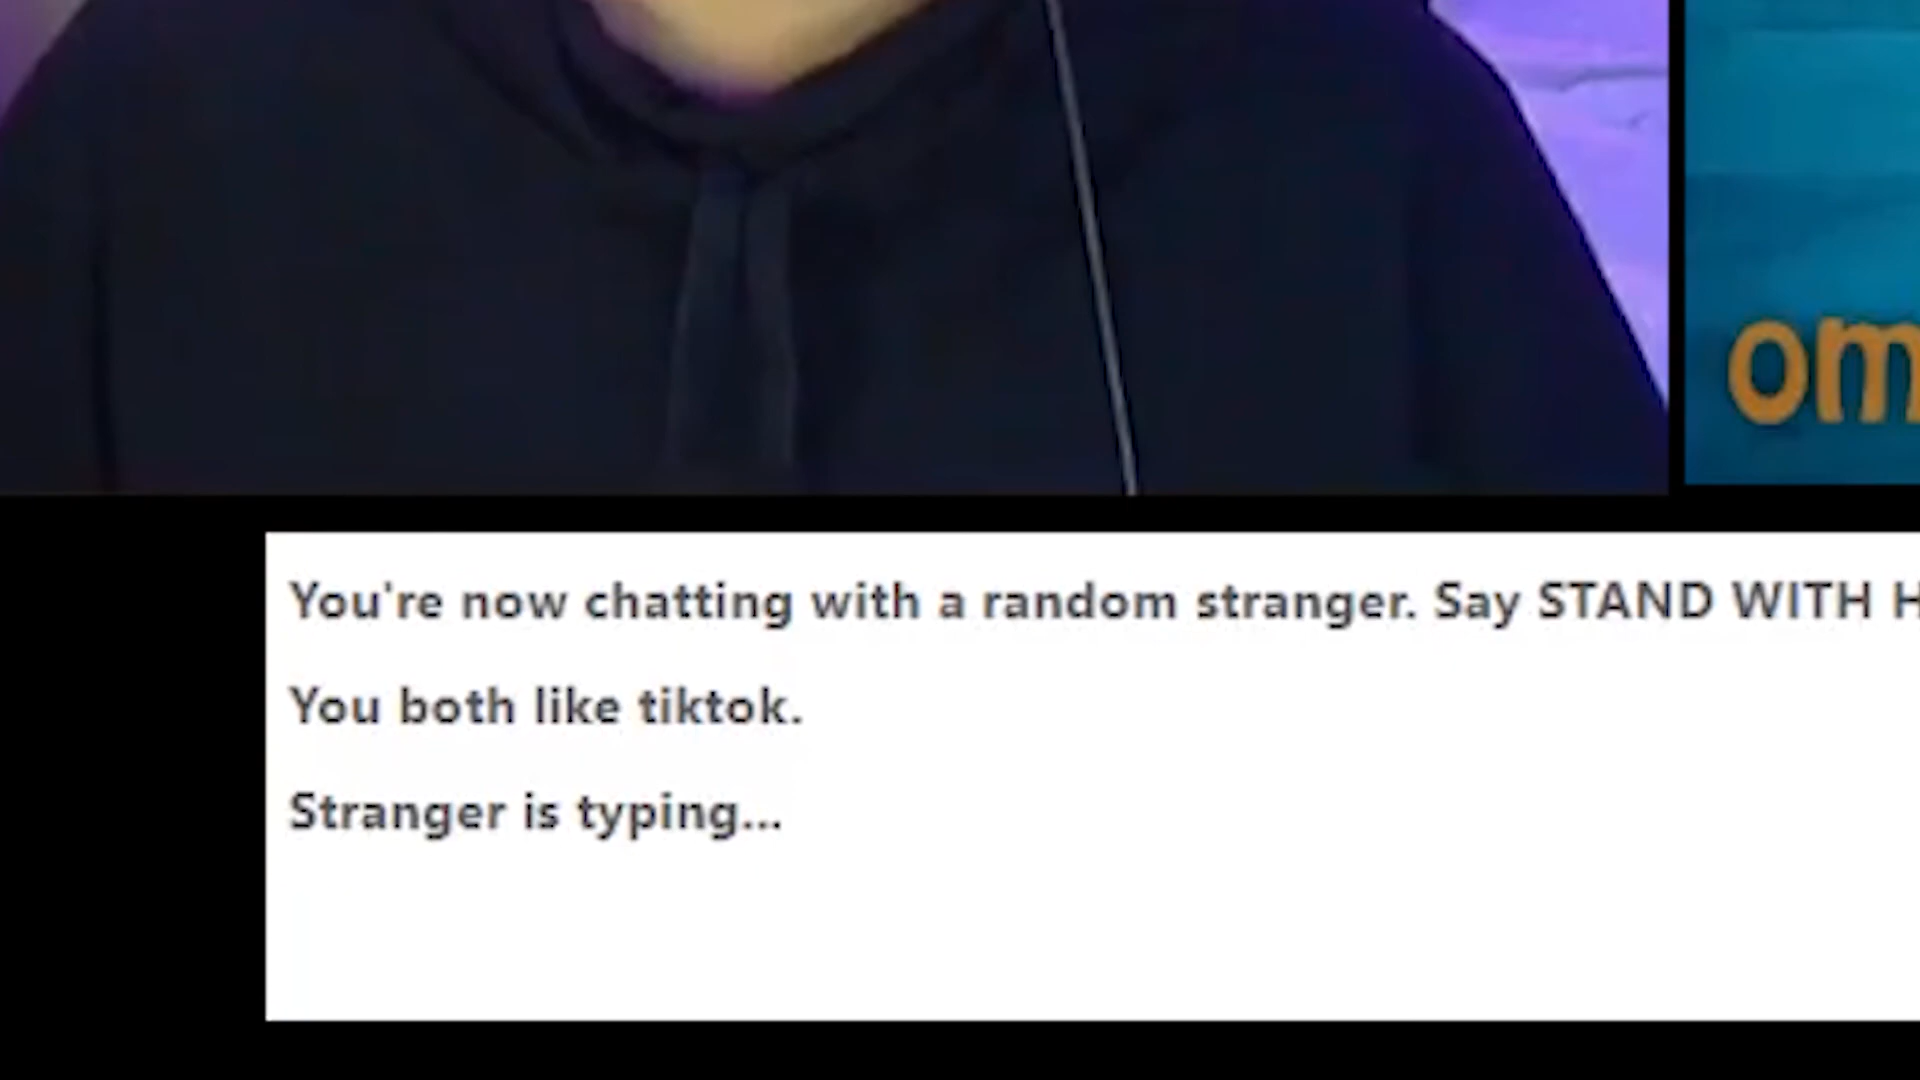 om
You're now chatting with a random stranger. Say STAND WITH H
You both like tiktok.
Stranger is typing...